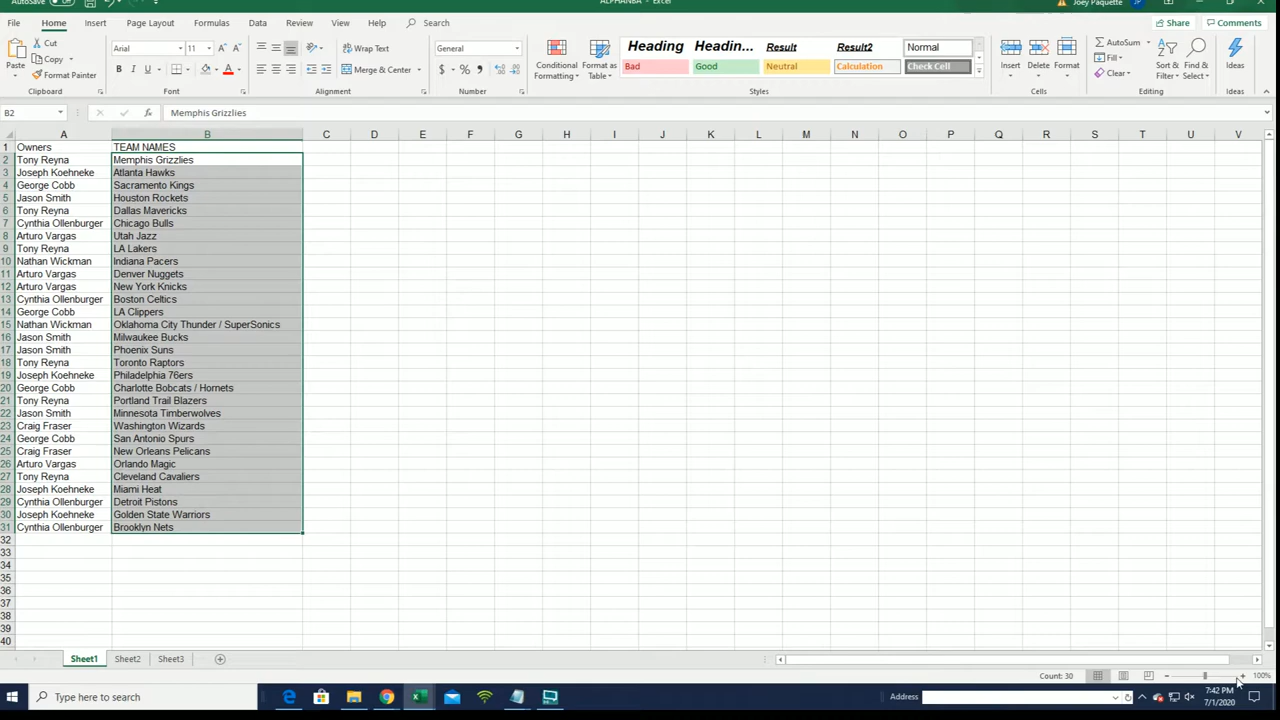 AutoSave Off ALPHANBA - Excel Joey Paquette JP
File Home Insert Page Layout Formulas Data Review View Help Search Share Comments
Paste Cut Copy Format Painter Clipboard
Arial 11 A A B I U A Font
Wrap Text Merge & Center Alignment
General $ % , Number
Conditional Formatting Format as Table
Heading Headin... Result Result2 Normal
Bad Good Neutral Calculation Check Cell
Styles
Insert Delete Format Cells
AutoSum Fill Clear Sort & Filter Find & Select Editing
Ideas Ideas
B2 fx Memphis Grizzlies
A B C D E F G H I J K L M N O P Q R S T U V
1 Owners TEAM NAMES
2 Tony Reyna Memphis Grizzlies
3 Joseph Koehneke Atlanta Hawks
4 George Cobb Sacramento Kings
5 Jason Smith Houston Rockets
6 Tony Reyna Dallas Mavericks
7 Cynthia Ollenburger Chicago Bulls
8 Arturo Vargas Utah Jazz
9 Tony Reyna LA Lakers
10 Nathan Wickman Indiana Pacers
11 Arturo Vargas Denver Nuggets
12 Arturo Vargas New York Knicks
13 Cynthia Ollenburger Boston Celtics
14 George Cobb LA Clippers
15 Nathan Wickman Oklahoma City Thunder / SuperSonics
16 Jason Smith Milwaukee Bucks
17 Jason Smith Phoenix Suns
18 Tony Reyna Toronto Raptors
19 Joseph Koehneke Philadelphia 76ers
20 George Cobb Charlotte Bobcats / Hornets
21 Tony Reyna Portland Trail Blazers
22 Jason Smith Minnesota Timberwolves
23 Craig Fraser Washington Wizards
24 George Cobb San Antonio Spurs
25 Craig Fraser New Orleans Pelicans
26 Arturo Vargas Orlando Magic
27 Tony Reyna Cleveland Cavaliers
28 Joseph Koehneke Miami Heat
29 Cynthia Ollenburger Detroit Pistons
30 Joseph Koehneke Golden State Warriors
31 Cynthia Ollenburger Brooklyn Nets
32
33
34
35
36
37
38
39
40
Sheet1 Sheet2 Sheet3
Count: 30 100%
Type here to search Address 7:42 PM
7/1/2020